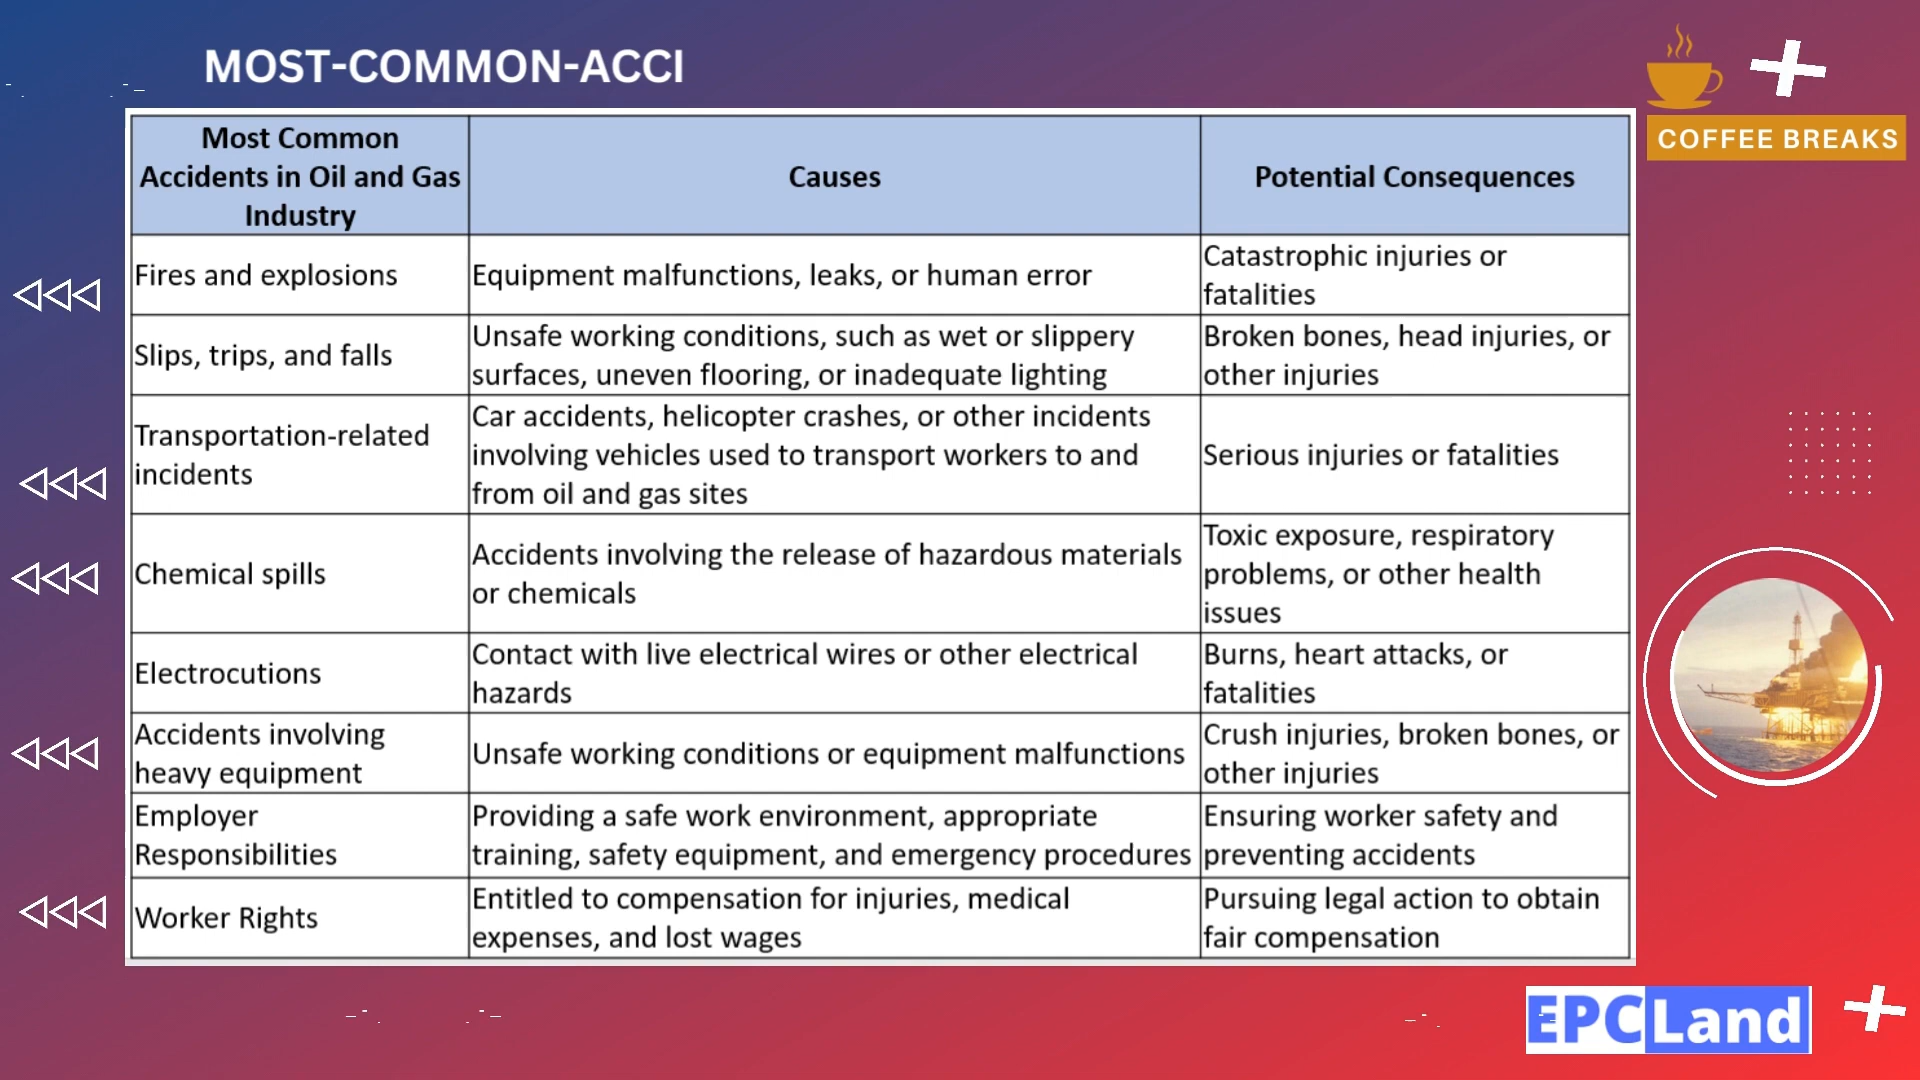 MOST-COMMON-ACCI
COFFEE BREAKS
Most Common
Accidents in Oil and Gas
Industry
Causes
Potential Consequences
Fires and explosions
Equipment malfunctions, leaks, or human error
Catastrophic injuries or
fatalities
Slips, trips, and falls
Unsafe working conditions, such as wet or slippery
surfaces, uneven flooring, or inadequate lighting
Broken bones, head injuries, or
other injuries
Transportation-related
incidents
Car accidents, helicopter crashes, or other incidents
involving vehicles used to transport workers to and
from oil and gas sites
Serious injuries or fatalities
Chemical spills
Accidents involving the release of hazardous materials
or chemicals
Toxic exposure, respiratory
problems, or other health
issues
Electrocutions
Contact with live electrical wires or other electrical
hazards
Burns, heart attacks, or
fatalities
Accidents involving
heavy equipment
Unsafe working conditions or equipment malfunctions
Crush injuries, broken bones, or
other injuries
Employer
Responsibilities
Providing a safe work environment, appropriate
training, safety equipment, and emergency procedures
Ensuring worker safety and
preventing accidents
Worker Rights
Entitled to compensation for injuries, medical
expenses, and lost wages
Pursuing legal action to obtain
fair compensation
EPCLand